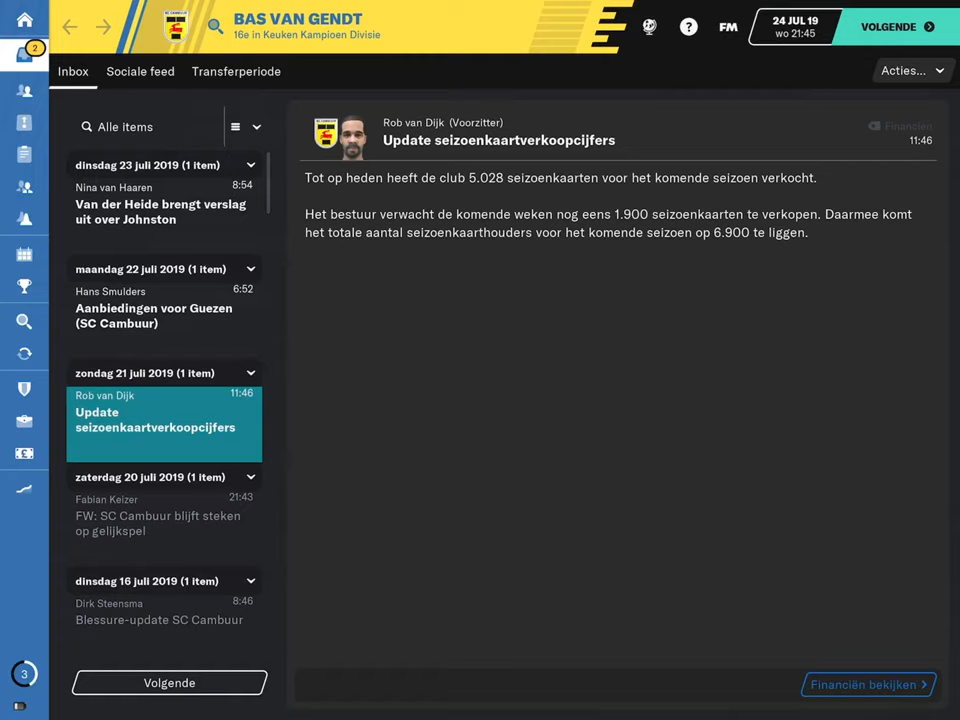 BAS VAN GENDT
16e in Keuken Kampioen Divisie
FM
24 JUL 19
wo 21:45
VOLGENDE
2
Inbox
Sociale feed
Transferperiode
Acties...
Alle items
dinsdag 23 juli 2019 (1 item)
Nina van Haaren
8:54
Van der Heide brengt verslag
uit over Johnston
maandag 22 juli 2019 (1 item)
Hans Smulders
6:52
Aanbiedingen voor Guezen
(SC Cambuur)
zondag 21 juli 2019 (1 item)
Rob van Dijk
11:46
Update
seizoenkaartverkoopcijfers
zaterdag 20 juli 2019 (1 item)
Fabian Keizer
21:43
FW: SC Cambuur blijft steken
op gelijkspel
dinsdag 16 juli 2019 (1 item)
Dirk Steensma
8:46
Blessure-update SC Cambuur
Volgende
3
Rob van Dijk (Voorzitter)
Financiën
Update seizoenkaartverkoopcijfers
11:46
Tot op heden heeft de club 5.028 seizoenkaarten voor het komende seizoen verkocht.
Het bestuur verwacht de komende weken nog eens 1.900 seizoenkaarten te verkopen. Daarmee komt
het totale aantal seizoenkaarthouders voor het komende seizoen op 6.900 te liggen.
Financiën bekijken